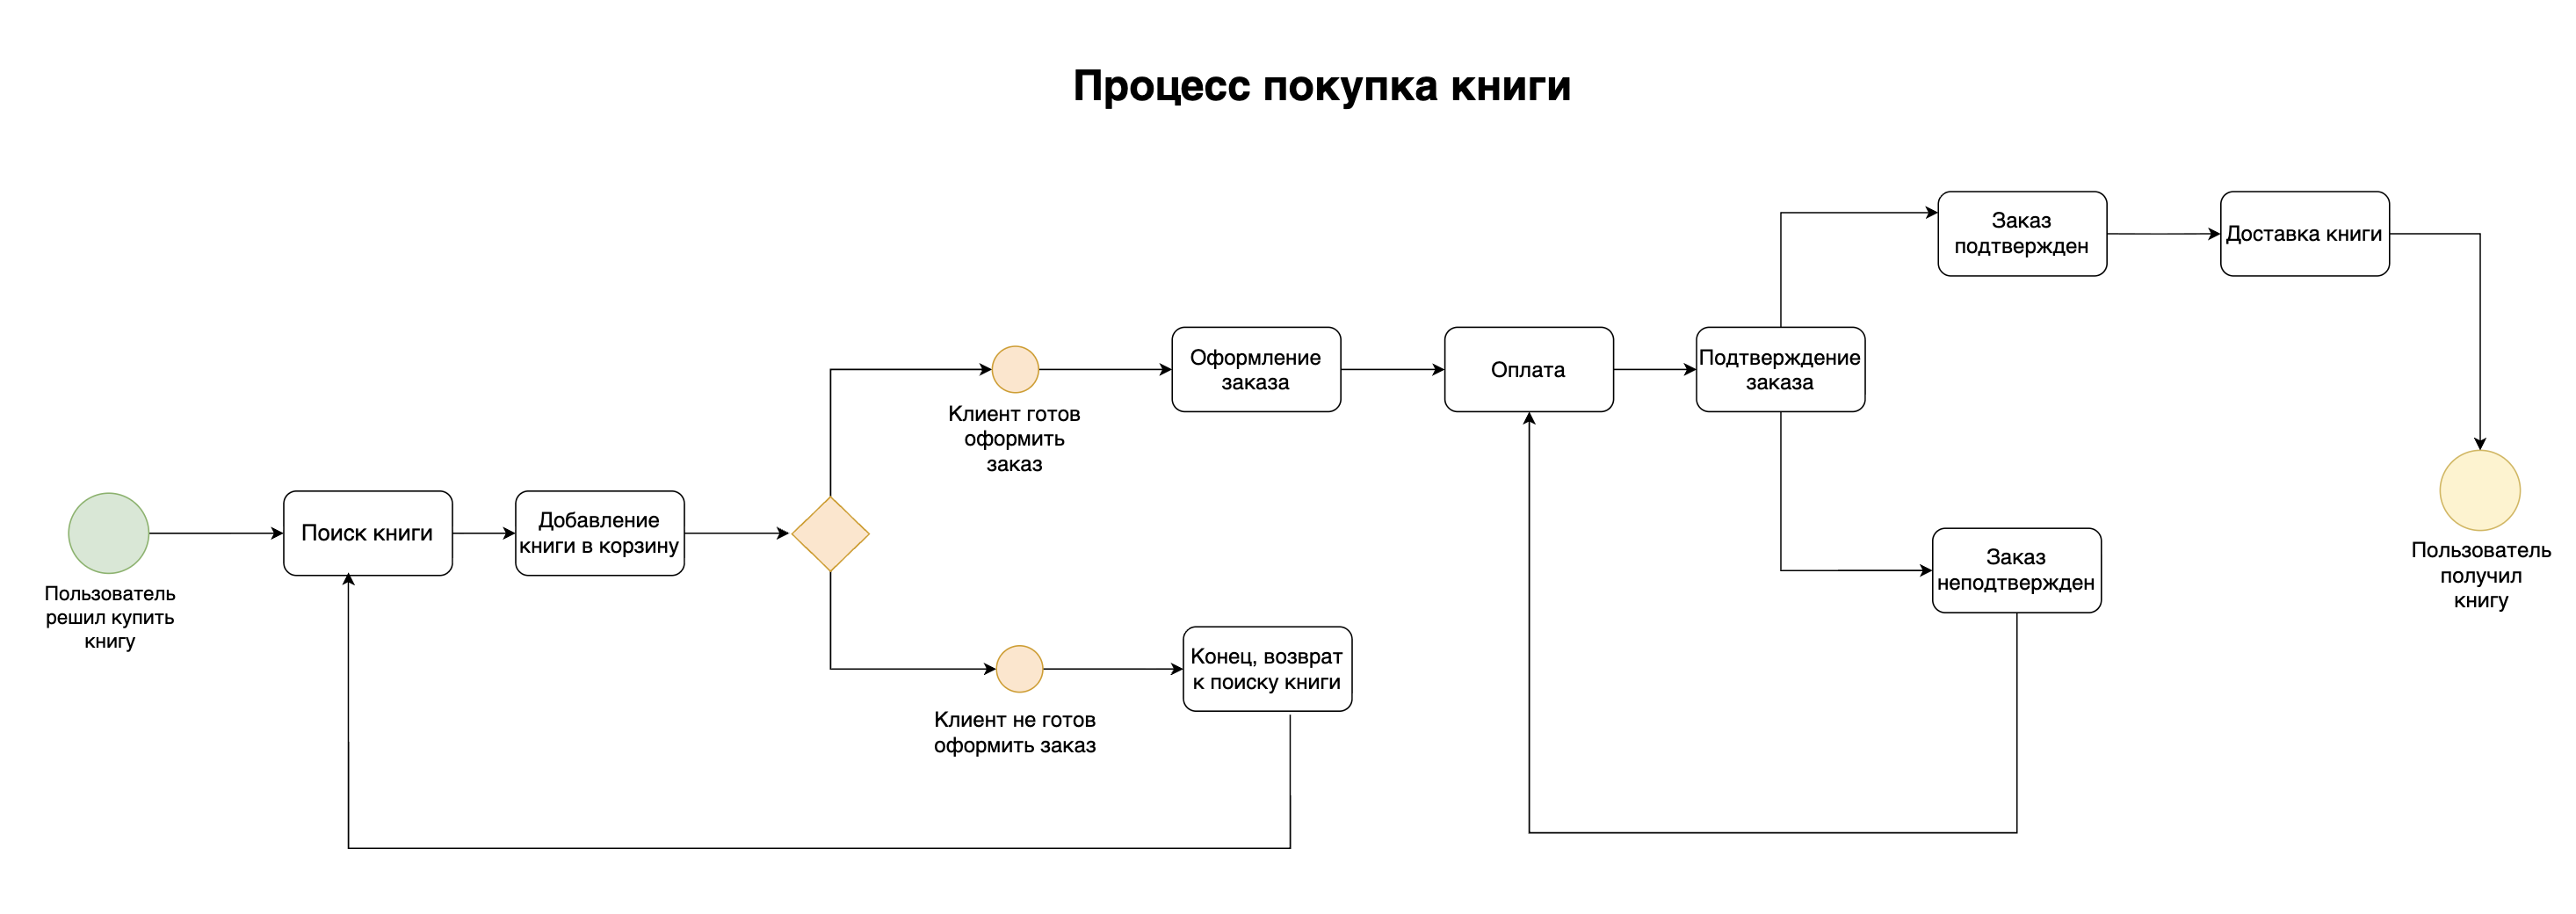 Процесс покупка книги
Пользователь
решил купить
книгу
Поиск книги
Добавление
книги в корзину
Клиент готов
оформить
заказ
Оформление
заказа
Оплата
Подтверждение
заказа
Заказ
подтвержден
Доставка книги
Пользователь
получил
книгу
Заказ
неподтвержден
Клиент не готов
оформить заказ
Конец, возврат
к поиску книги